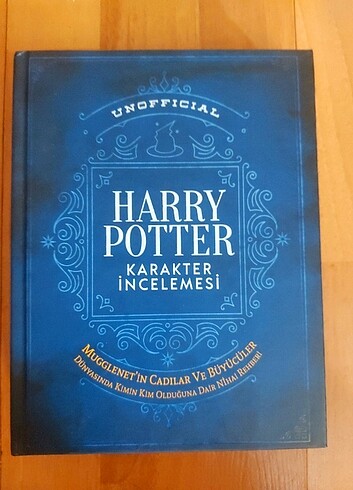 UNOFFICIAL
HARRY
POTTER
KARAKTER
İNCELEMESİ
MUGGLENET'İN CADILAR VE BÜYÜCÜLER
DÜNYASINDA KİMİN KİM OLDUĞUNA DAİR NİHAİ REHBERİ